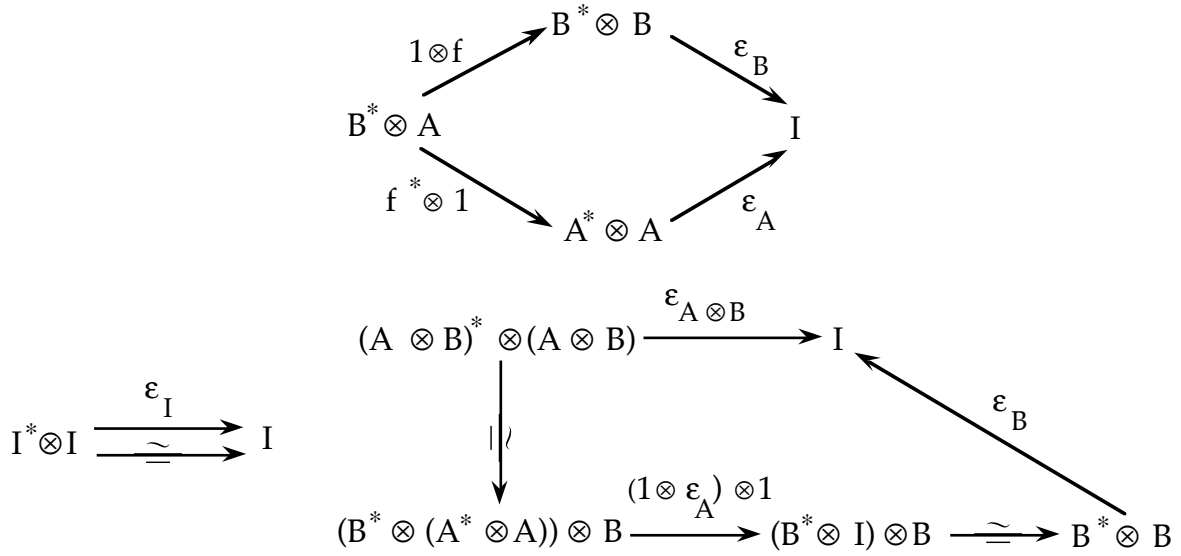 B* ⊗ B
1⊗f
ε_B
B* ⊗ A
I
f * ⊗ 1
ε_A
A* ⊗ A
ε_{A ⊗B}
(A ⊗ B)* ⊗(A ⊗ B)
I
ε_I
I*⊗I
≃
I
≃
ε_B
(1⊗ ε_A) ⊗1
(B* ⊗ (A* ⊗A)) ⊗ B
(B*⊗ I) ⊗B
≃
B* ⊗ B